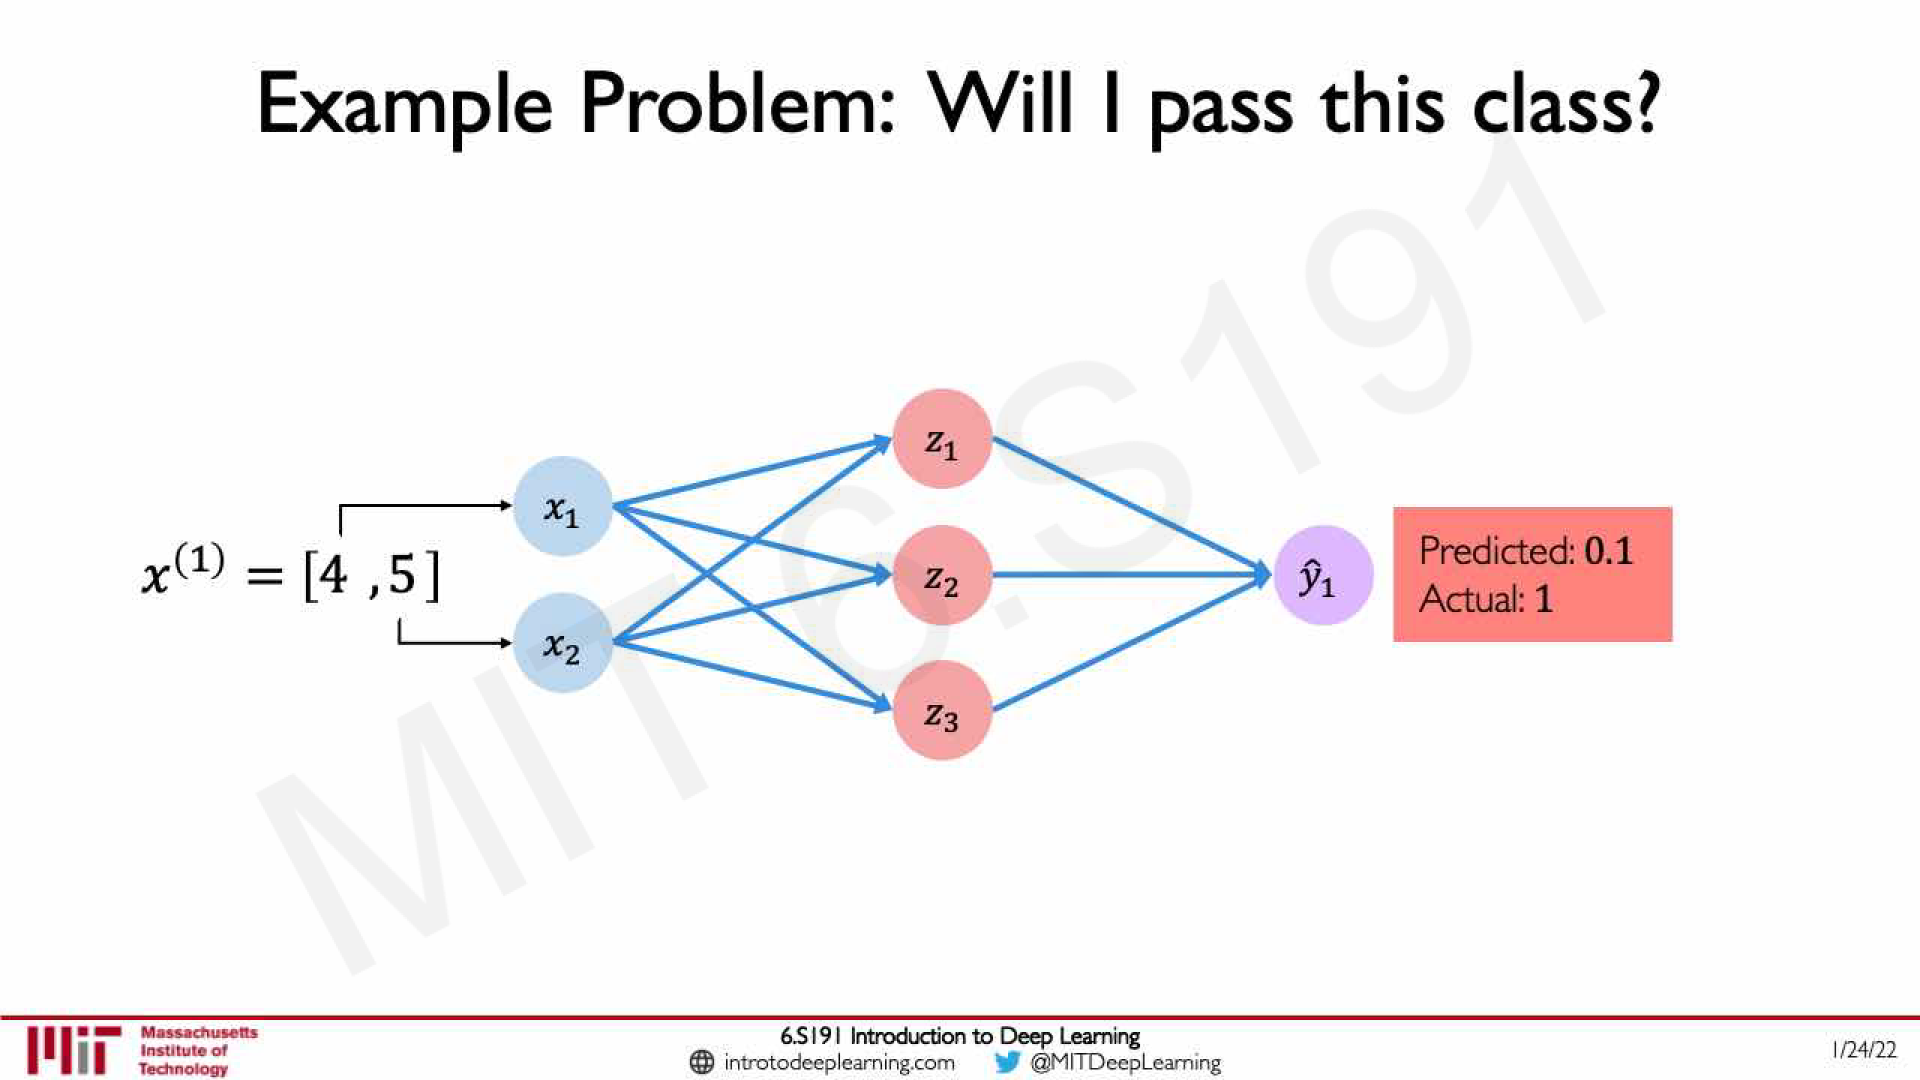 Example Problem: Will I pass this class?
x^(1) = [4 , 5]
x₁
x₂
z₁
z₂
z₃
ŷ₁
Predicted: 0.1
Actual: 1
MIT 6.S191
Massachusetts
Institute of
Technology
6.S191 Introduction to Deep Learning
introtodeeplearning.com @MITDeepLearning
1/24/22